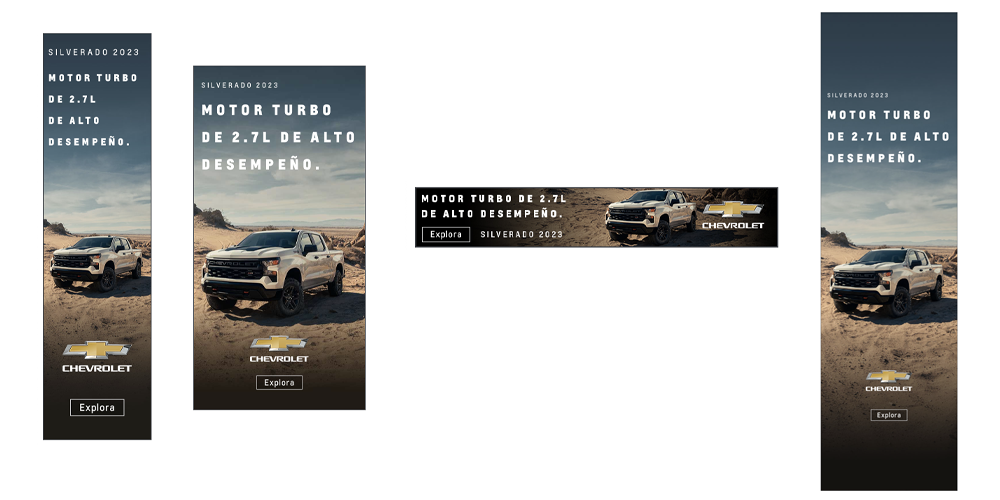 SILVERADO 2023
MOTOR TURBO
DE 2.7L
DE ALTO
DESEMPEÑO.
CHEVROLET
Explora
SILVERADO 2023
MOTOR TURBO
DE 2.7L DE ALTO
DESEMPEÑO.
CHEVROLET
Explora
MOTOR TURBO DE 2.7L
DE ALTO DESEMPEÑO.
Explora SILVERADO 2023
CHEVROLET
SILVERADO 2023
MOTOR TURBO
DE 2.7L DE ALTO
DESEMPEÑO.
CHEVROLET
Explora